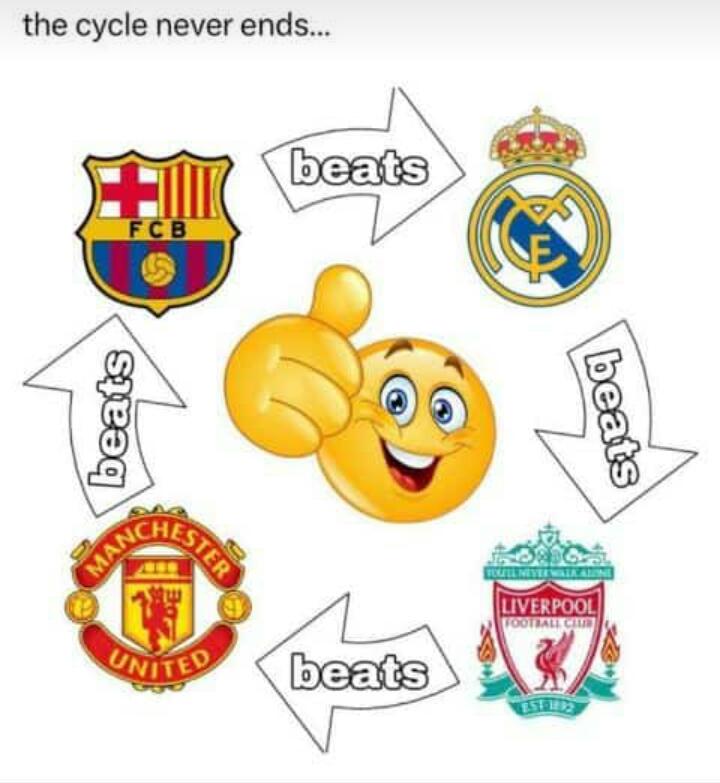 the cycle never ends...
beats
FCB
beats
beats
MANCHESTER
UNITED
YOU'LL NEVER WALK ALONE
LIVERPOOL
FOOTBALL CLUB
EST·1892
beats